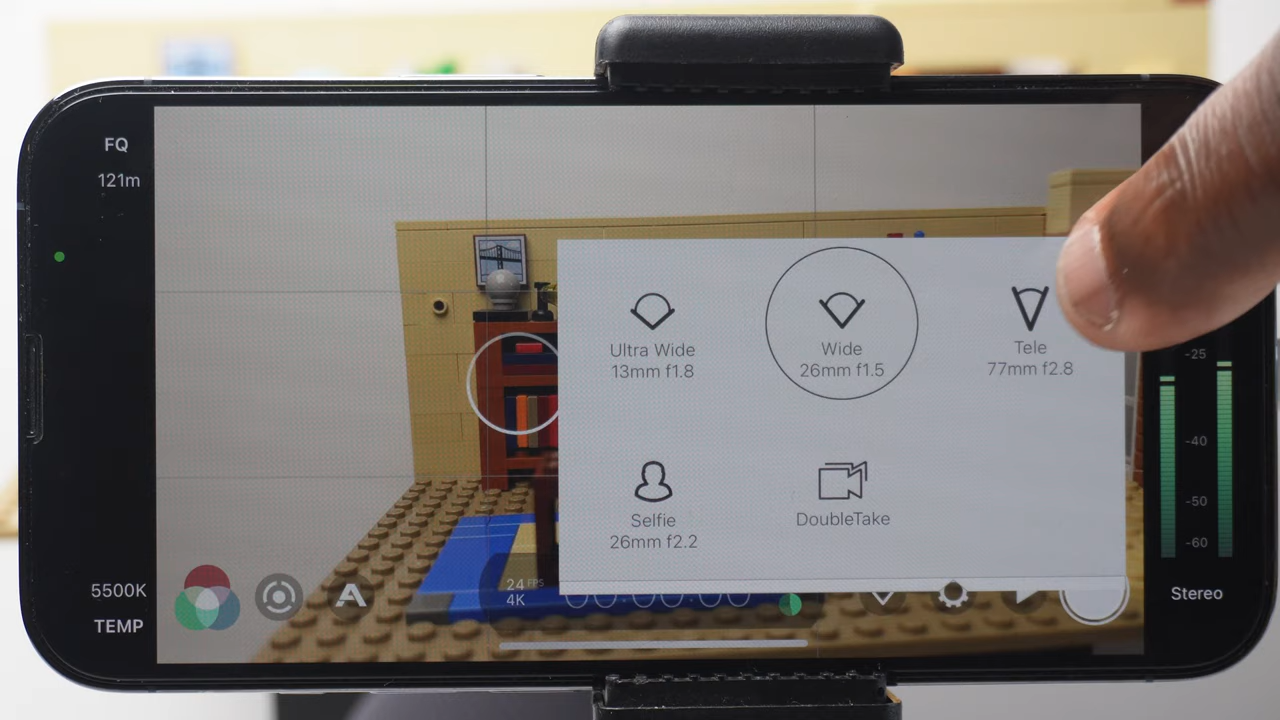 FQ
121m
Ultra Wide
13mm f1.8
Wide
26mm f1.5
Tele
77mm f2.8
Selfie
26mm f2.2
DoubleTake
-25
-40
-50
-60
5500K
TEMP
A
24 FPS
4K
Stereo